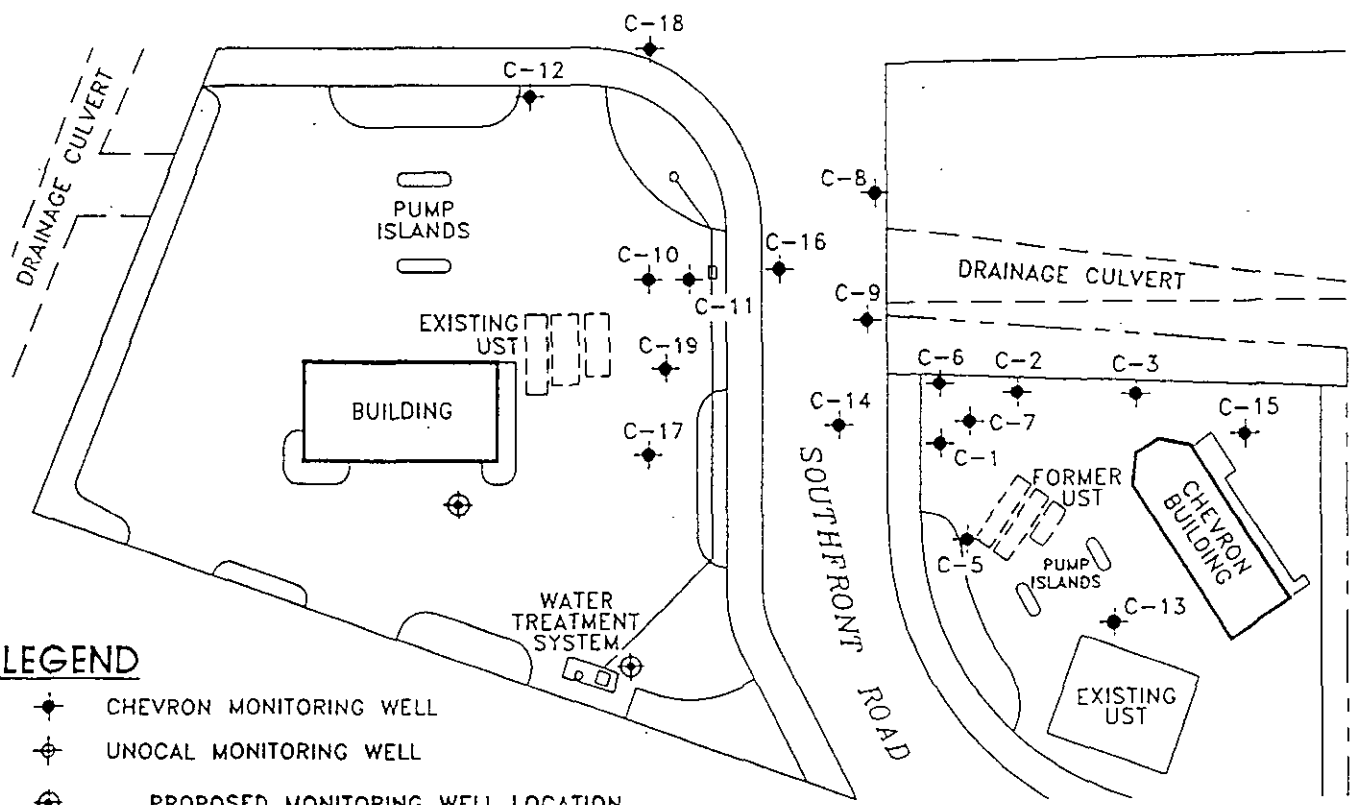 C-18
C-12
DRAINAGE CULVERT
C-8
PUMP
ISLANDS
C-16
C-10
DRAINAGE CULVERT
C-11
C-9
EXISTING
UST
C-19
C-6
C-2
C-3
BUILDING
C-14
C-15
C-17
C-7
C-1
SOUTHFRONT
FORMER
UST
CHEVRON
BUILDING
C-5
PUMP
ISLANDS
WATER
TREATMENT
SYSTEM
C-13
LEGEND
CHEVRON MONITORING WELL
EXISTING
UST
ROAD
UNOCAL MONITORING WELL
PROPOSED MONITORING WELL LOCATION